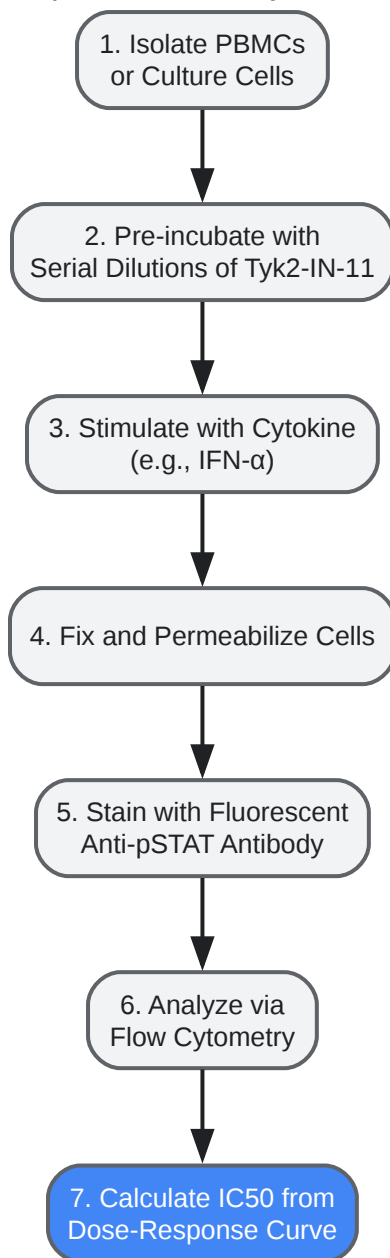 1. Isolate PBMCs
or Culture Cells
2. Pre-incubate with
Serial Dilutions of Tyk2-IN-11
3. Stimulate with Cytokine
(e.g., IFN-α)
4. Fix and Permeabilize Cells
5. Stain with Fluorescent
Anti-pSTAT Antibody
6. Analyze via
Flow Cytometry
7. Calculate IC50 from
Dose-Response Curve